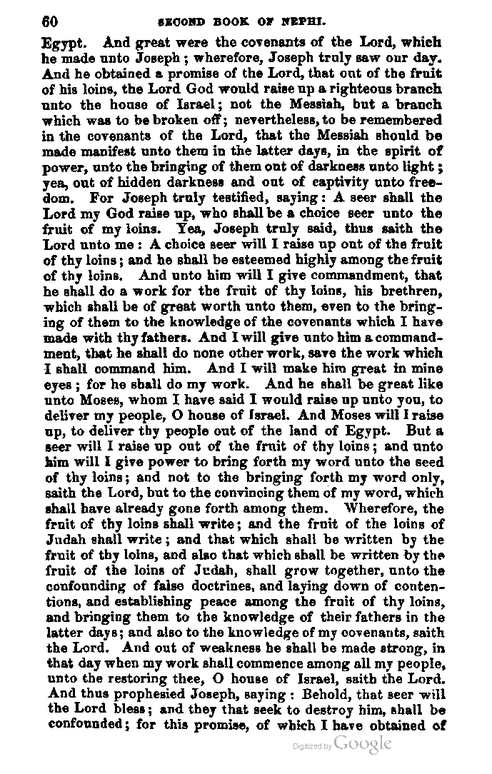 60 SECOND BOOK OF NEPHI.
Egypt. And great were the covenants of the Lord, which
he made unto Joseph; wherefore, Joseph truly saw our day.
And he obtained a promise of the Lord, that out of the fruit
of his loins, the Lord God would raise up a righteous branch
unto the house of Israel; not the Messiah, but a branch
which was to be broken off; nevertheless, to be remembered
in the covenants of the Lord, that the Messiah should be
made manifest unto them in the latter days, in the spirit of
power, unto the bringing of them out of darkness unto light;
yea, out of hidden darkness and out of captivity unto free-
dom. For Joseph truly testified, saying: A seer shall the
Lord my God raise up, who shall be a choice seer unto the
fruit of my loins. Yea, Joseph truly said, thus saith the
Lord unto me: A choice seer will I raise up out of the fruit
of thy loins; and he shall be esteemed highly among the fruit
of thy loins. And unto him will I give commandment, that
he shall do a work for the fruit of thy loins, his brethren,
which shall be of great worth unto them, even to the bring-
ing of them to the knowledge of the covenants which I have
made with thy fathers. And I will give unto him a command-
ment, that he shall do none other work, save the work which
I shall command him. And I will make him great in mine
eyes; for he shall do my work. And he shall be great like
unto Moses, whom I have said I would raise up unto you, to
deliver my people, O house of Israel. And Moses will I raise
up, to deliver thy people out of the land of Egypt. But a
seer will I raise up out of the fruit of thy loins; and unto
him will I give power to bring forth my word unto the seed
of thy loins; and not to the bringing forth my word only,
saith the Lord, but to the convincing them of my word, which
shall have already gone forth among them. Wherefore, the
fruit of thy loins shall write; and the fruit of the loins of
Judah shall write; and that which shall be written by the
fruit of thy loins, and also that which shall be written by the
fruit of the loins of Judah, shall grow together, unto the
confounding of false doctrines, and laying down of conten-
tions, and establishing peace among the fruit of thy loins,
and bringing them to the knowledge of their fathers in the
latter days; and also to the knowledge of my covenants, saith
the Lord. And out of weakness he shall be made strong, in
that day when my work shall commence among all my people,
unto the restoring thee, O house of Israel, saith the Lord.
And thus prophesied Joseph, saying: Behold, that seer will
the Lord bless; and they that seek to destroy him, shall be
confounded; for this promise, of which I have obtained of
Digitized by Google